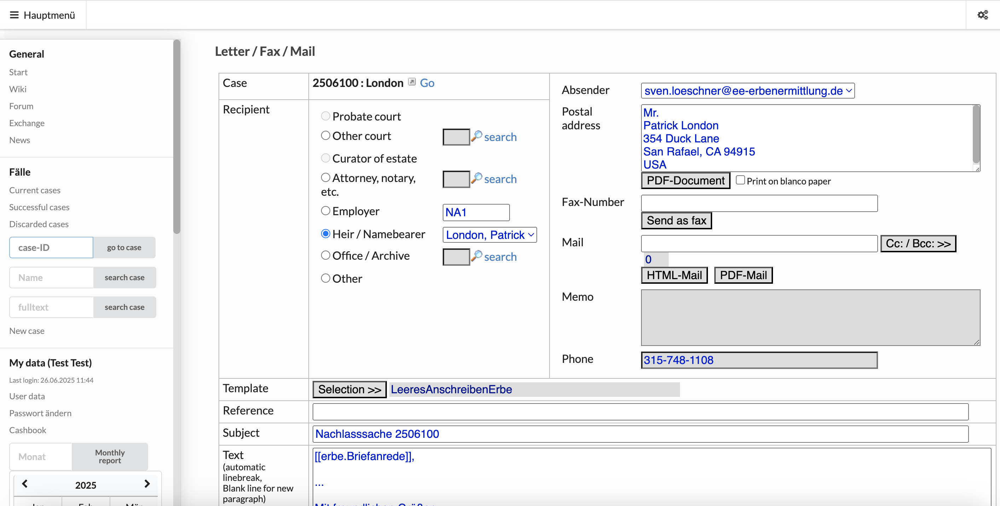 Hauptmenü
General
Start
Wiki
Forum
Exchange
News
Fälle
Current cases
Successful cases
Discarded cases
case-ID go to case
Name search case
fulltext search case
New case
My data (Test Test)
Last login: 26.06.2025 11:44
User data
Passwort ändern
Cashbook
Monat Monthly report
2025
Letter / Fax / Mail
Case 2506100 : London Go
Recipient
Probate court
Other court search
Curator of estate
Attorney, notary, search
etc.
Employer NA1
Heir / Namebearer London, Patrick
Office / Archive search
Other
Absender sven.loeschner@ee-erbenermittlung.de
Postal
address
Mr.
Patrick London
354 Duck Lane
San Rafael, CA 94915
USA
PDF-Document Print on blanco paper
Fax-Number
Send as fax
Mail Cc: / Bcc: >>
0
HTML-Mail PDF-Mail
Memo
Phone 315-748-1108
Template Selection >> LeeresAnschreibenErbe
Reference
Subject Nachlasssache 2506100
Text
(automatic
linebreak,
Blank line for new
paragraph)
[[erbe.Briefanrede]],
...
Mit freundlichen Grüßen